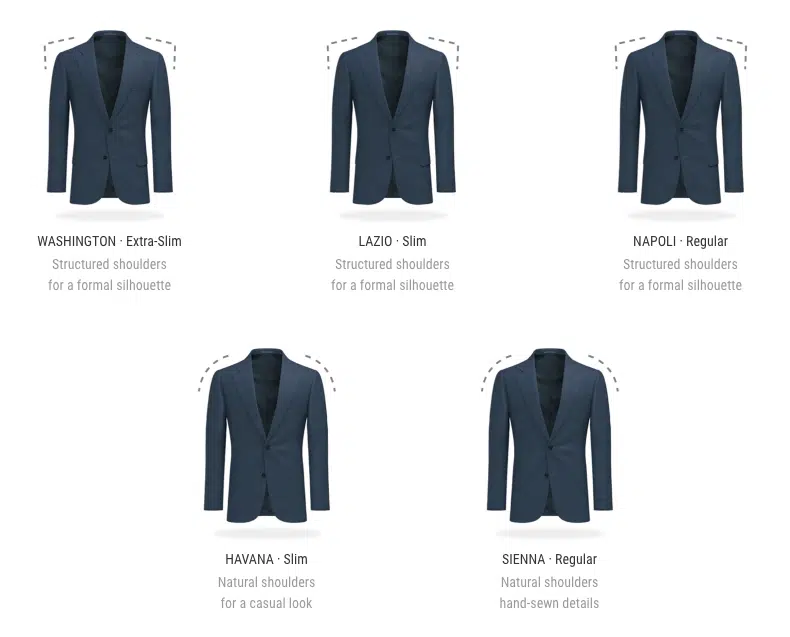 WASHINGTON · Extra-Slim
Structured shoulders
for a formal silhouette
LAZIO · Slim
Structured shoulders
for a formal silhouette
NAPOLI · Regular
Structured shoulders
for a formal silhouette
HAVANA · Slim
Natural shoulders
for a casual look
SIENNA · Regular
Natural shoulders
hand-sewn details